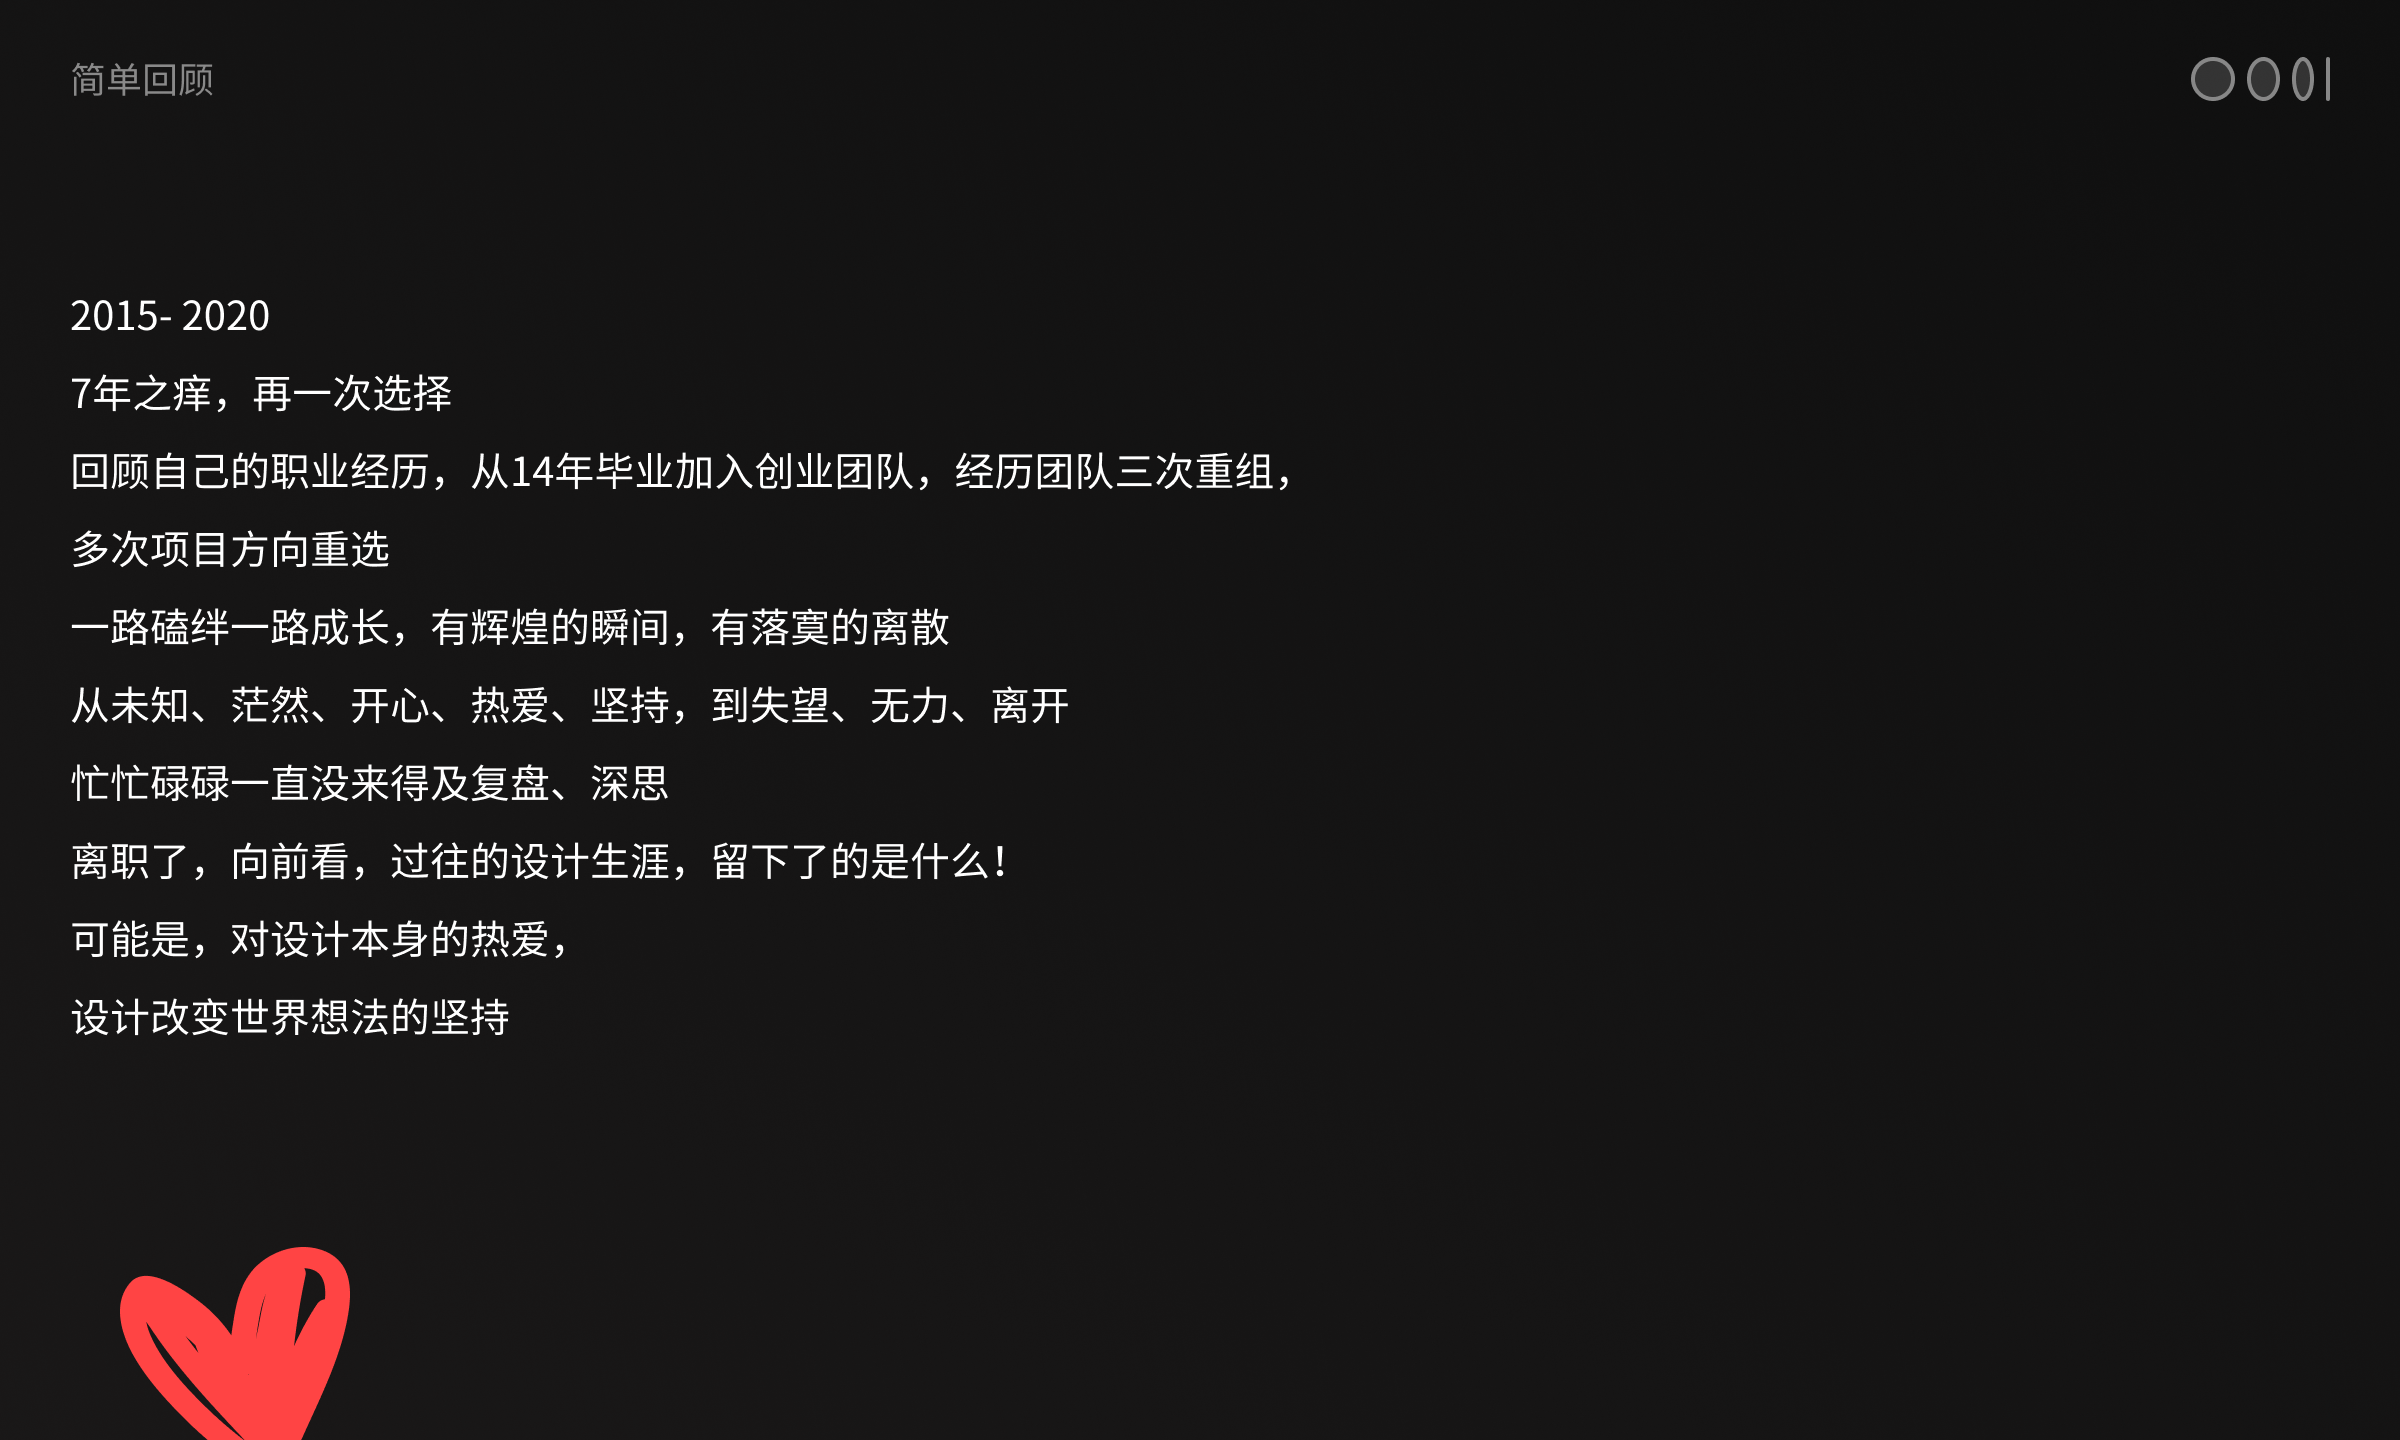 简单回顾
2015- 2020
7年之痒，再一次选择
回顾自己的职业经历，从14年毕业加入创业团队，经历团队三次重组，
多次项目方向重选
一路磕绊一路成长，有辉煌的瞬间，有落寞的离散
从未知、茫然、开心、热爱、坚持，到失望、无力、离开
忙忙碌碌一直没来得及复盘、深思
离职了，向前看，过往的设计生涯，留下了的是什么！
可能是，对设计本身的热爱，
设计改变世界想法的坚持